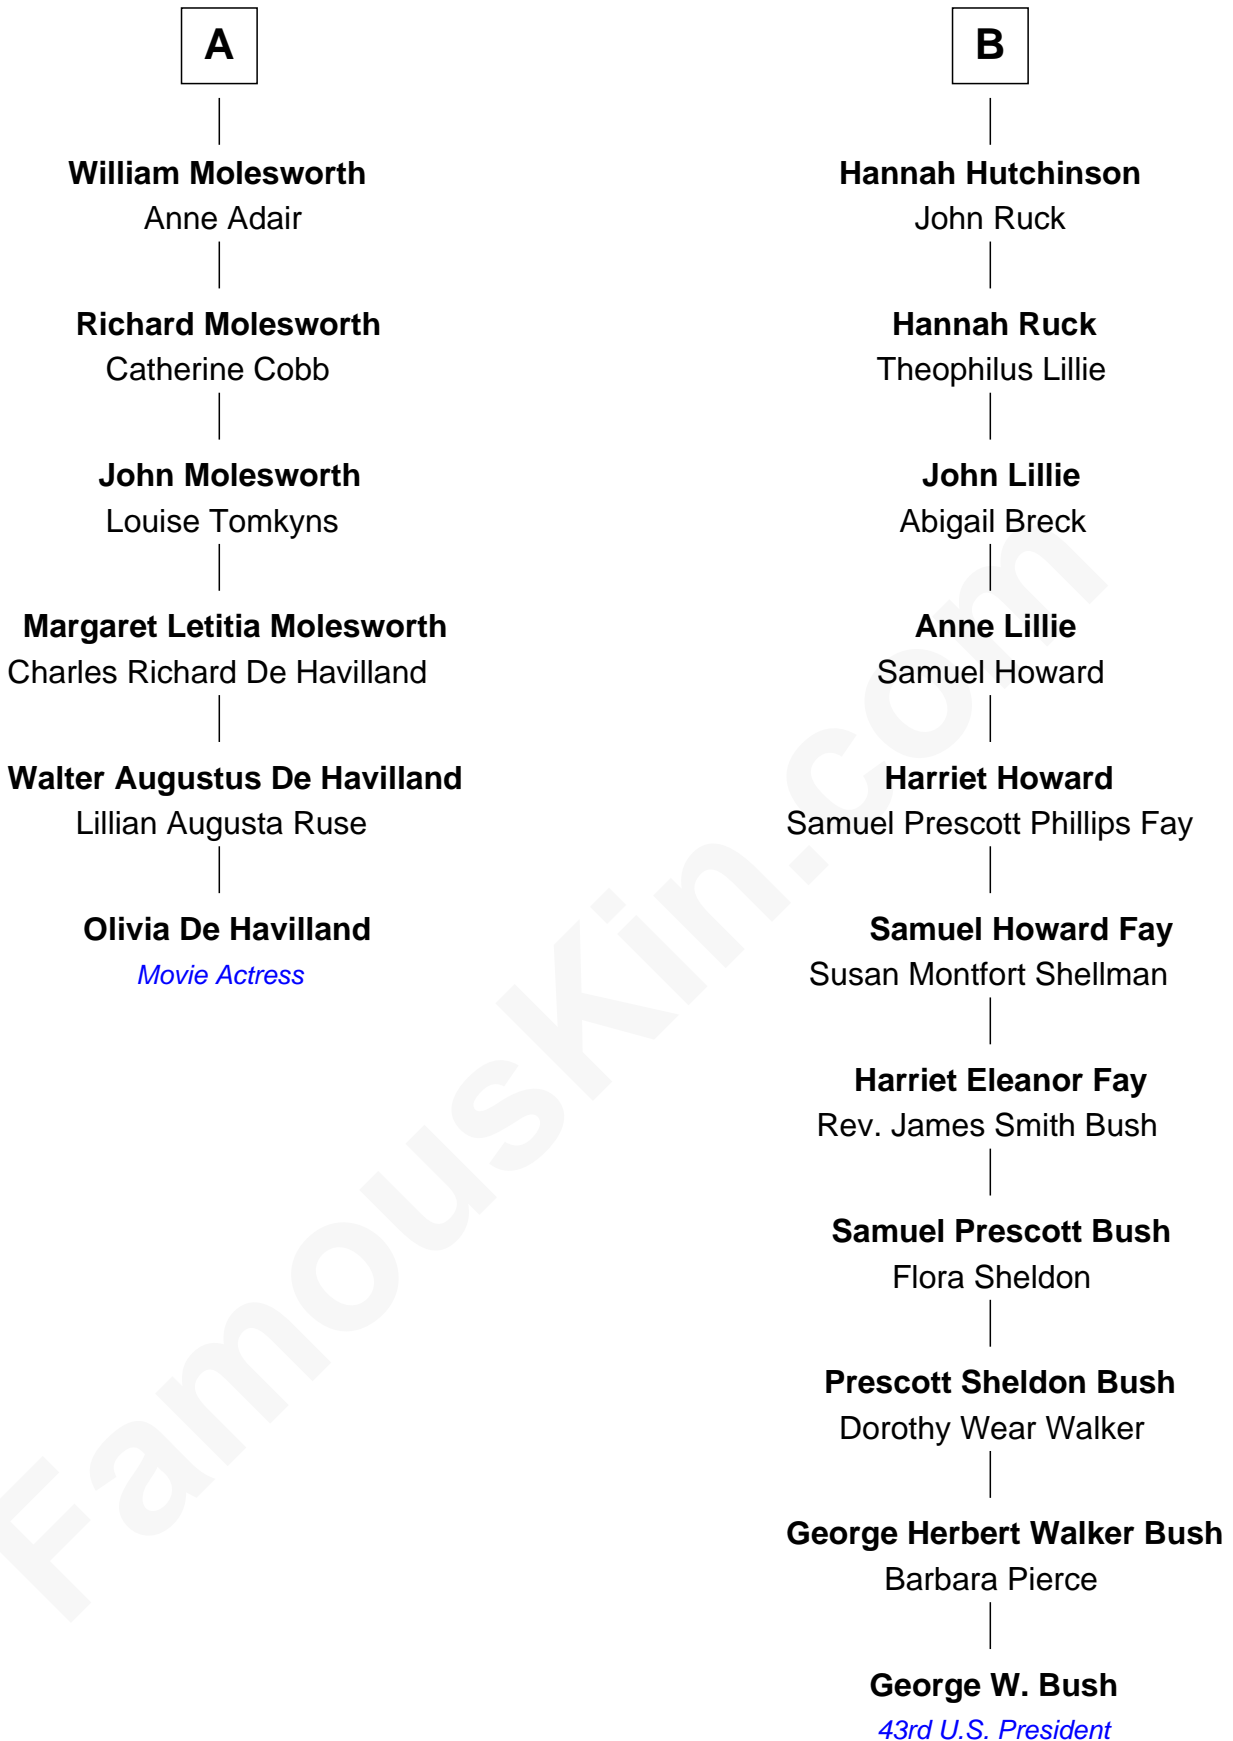 A
William Molesworth
Anne Adair
Richard Molesworth
Catherine Cobb
John Molesworth
Louise Tomkyns
Margaret Letitia Molesworth
Charles Richard De Havilland
Walter Augustus De Havilland
Lillian Augusta Ruse
Olivia De Havilland
Movie Actress
B
Hannah Hutchinson
John Ruck
Hannah Ruck
Theophilus Lillie
John Lillie
Abigail Breck
Anne Lillie
Samuel Howard
Harriet Howard
Samuel Prescott Phillips Fay
Samuel Howard Fay
Susan Montfort Shellman
Harriet Eleanor Fay
Rev. James Smith Bush
Samuel Prescott Bush
Flora Sheldon
Prescott Sheldon Bush
Dorothy Wear Walker
George Herbert Walker Bush
Barbara Pierce
George W. Bush
43rd U.S. President
FamousKin.com